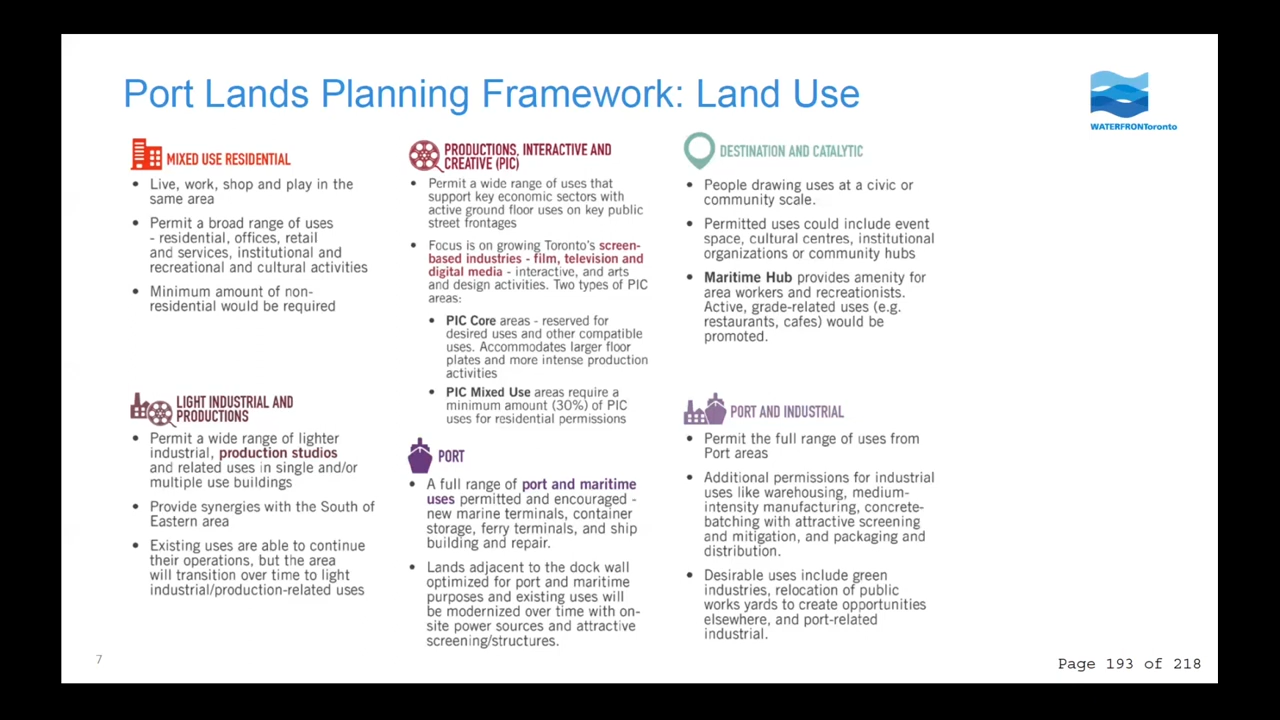 Port Lands Planning Framework: Land Use
WATERFRONToronto
MIXED USE RESIDENTIAL
• Live, work, shop and play in the
same area
• Permit a broad range of uses
- residential, offices, retail
and services, institutional and
recreational and cultural activities
• Minimum amount of non-
residential would be required
PRODUCTIONS, INTERACTIVE AND
CREATIVE (PIC)
• Permit a wide range of uses that
support key economic sectors with
active ground floor uses on key public
street frontages
• Focus is on growing Toronto's screen-
based industries - film, television and
digital media - interactive, and arts
and design activities. Two types of PIC
areas:
• PIC Core areas - reserved for
desired uses and other compatible
uses. Accommodates larger floor
plates and more intense production
activities
• PIC Mixed Use areas require a
minimum amount (30%) of PIC
uses for residential permissions
DESTINATION AND CATALYTIC
• People drawing uses at a civic or
community scale.
• Permitted uses could include event
space, cultural centres, institutional
organizations or community hubs
• Maritime Hub provides amenity for
area workers and recreationists.
Active, grade-related uses (e.g.
restaurants, cafes) would be
promoted.
LIGHT INDUSTRIAL AND
PRODUCTIONS
• Permit a wide range of lighter
industrial, production studios
and related uses in single and/or
multiple use buildings
• Provide synergies with the South of
Eastern area
• Existing uses are able to continue
their operations, but the area
will transition over time to light
industrial/production-related uses
PORT
• A full range of port and maritime
uses permitted and encouraged -
new marine terminals, container
storage, ferry terminals, and ship
building and repair.
• Lands adjacent to the dock wall
optimized for port and maritime
purposes and existing uses will
be modernized over time with on-
site power sources and attractive
screening/structures.
PORT AND INDUSTRIAL
• Permit the full range of uses from
Port areas
• Additional permissions for industrial
uses like warehousing, medium-
intensity manufacturing, concrete-
batching with attractive screening
and mitigation, and packaging and
distribution.
• Desirable uses include green
industries, relocation of public
works yards to create opportunities
elsewhere, and port-related
industrial.
7
Page 193 of 218